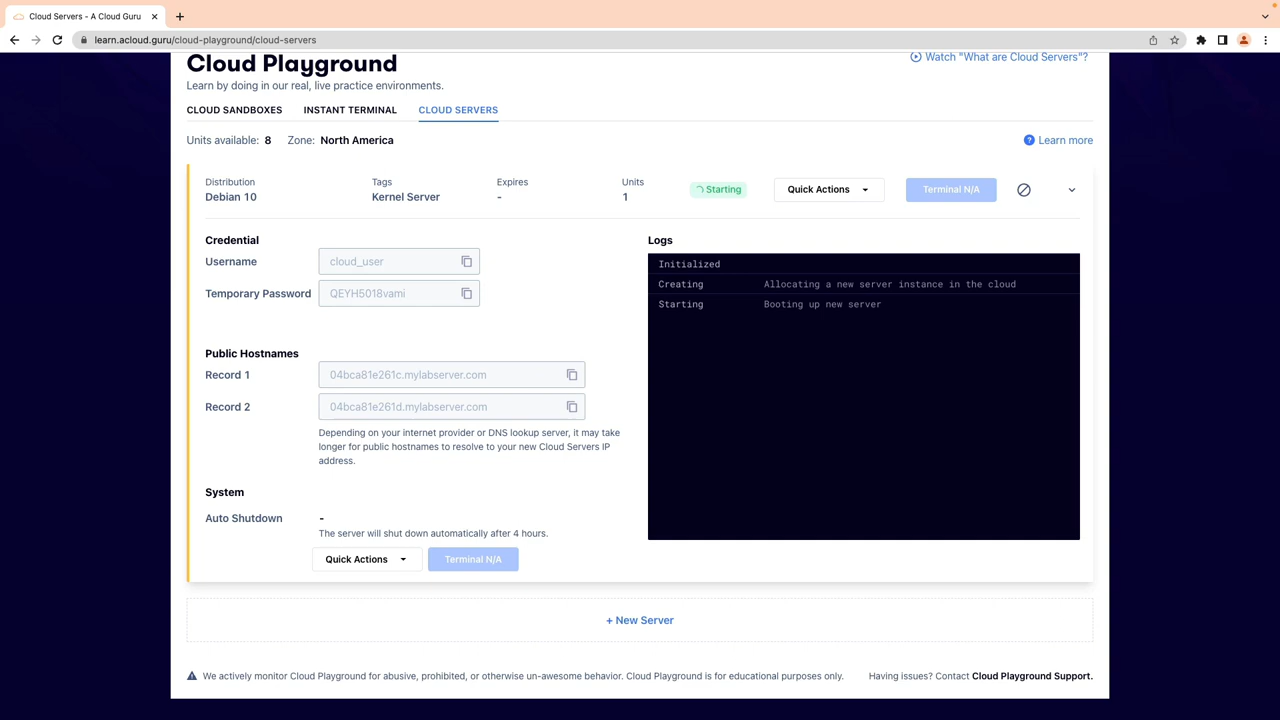 Cloud Servers - A Cloud Guru
learn.acloud.guru/cloud-playground/cloud-servers
Cloud Playground
Watch "What are Cloud Servers"?
Learn by doing in our real, live practice environments.
CLOUD SANDBOXES INSTANT TERMINAL CLOUD SERVERS
Units available: 8 Zone: North America
Learn more
Distribution Tags Expires Units
Debian 10 Kernel Server - 1
Starting Quick Actions Terminal N/A
Credential
Username cloud_user
Temporary Password QEYH5018vami
Public Hostnames
Record 1 04bca81e261c.mylabserver.com
Record 2 04bca81e261d.mylabserver.com
Depending on your internet provider or DNS lookup server, it may take
longer for public hostnames to resolve to your new Cloud Servers IP
address.
System
Auto Shutdown -
The server will shut down automatically after 4 hours.
Quick Actions Terminal N/A
Logs
Initialized
Creating Allocating a new server instance in the cloud
Starting Booting up new server
+ New Server
We actively monitor Cloud Playground for abusive, prohibited, or otherwise un-awesome behavior. Cloud Playground is for educational purposes only.
Having issues? Contact Cloud Playground Support.